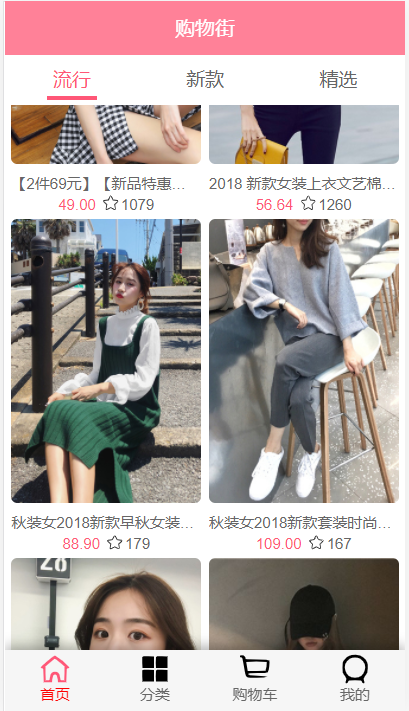 购物街
流行 新款 精选
【2件69元】【新品特惠... 2018 新款女装上衣文艺棉...
49.00 1079 56.64 1260
秋装女2018新款早秋女装... 秋装女2018新款套装时尚...
88.90 179 109.00 167
28
首页 分类 购物车 我的